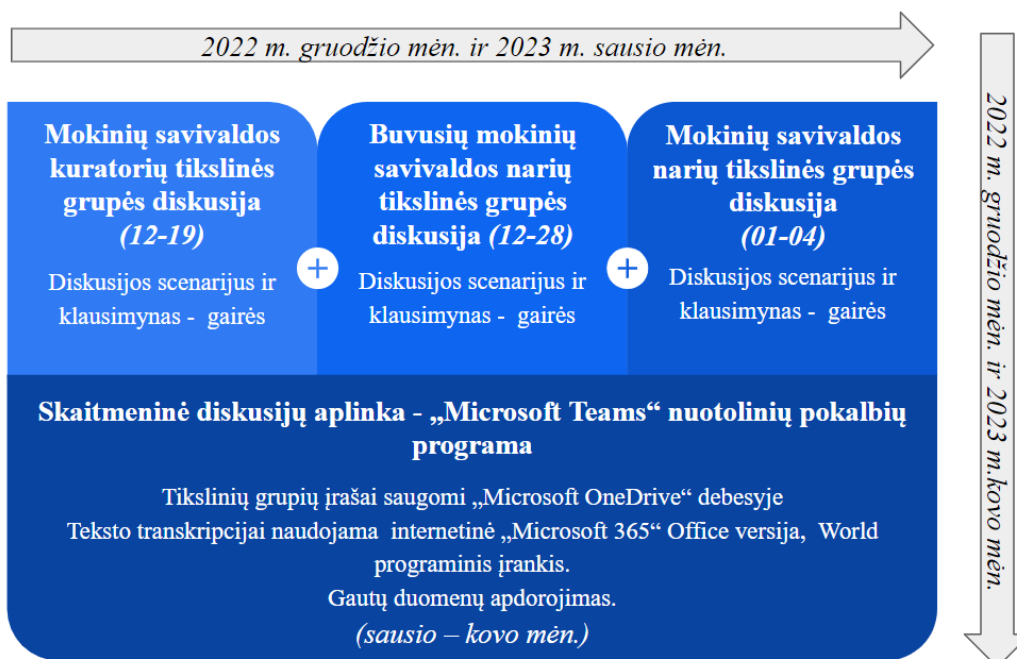 2022 m. gruodžio mėn. ir 2023 m. sausio mėn.
Mokinių savivaldos
kuratorių tikslinės
grupės diskusija
(12-19)
Diskusijos scenarijus ir
klausimynas - gairės
Buvusių mokinių
savivaldos narių
tikslinės grupės
diskusija (12-28)
Diskusijos scenarijus ir
klausimynas - gairės
Mokinių savivaldos
narių tikslinės grupės
diskusija
(01-04)
Diskusijos scenarijus ir
klausimynas - gairės
Skaitmeninė diskusijų aplinka - „Microsoft Teams“ nuotolinių pokalbių
programa
Tikslinių grupių įrašai saugomi „Microsoft OneDrive“ debesyje
Teksto transkripcijai naudojama internetinė „Microsoft 365“ Office versija, World
programinis įrankis.
Gautų duomenų apdorojimas.
(sausio – kovo mėn.)
2022 m. gruodžio mėn. ir 2023 m.kovo mėn.